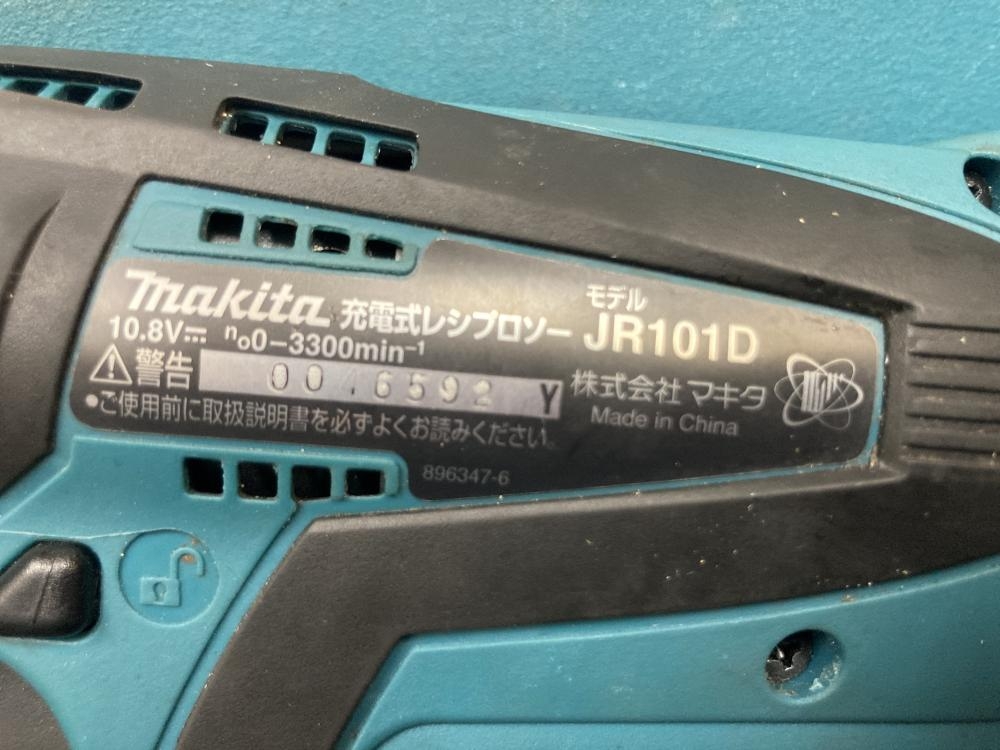 makita 充電式レシプロソー モデル JR101D
10.8V⎓ n₀0-3300min⁻¹
警告
Y
株式会社 マキタ
Made in China
●ご使用前に取扱説明書を必ずよくお読みください。
896347-6